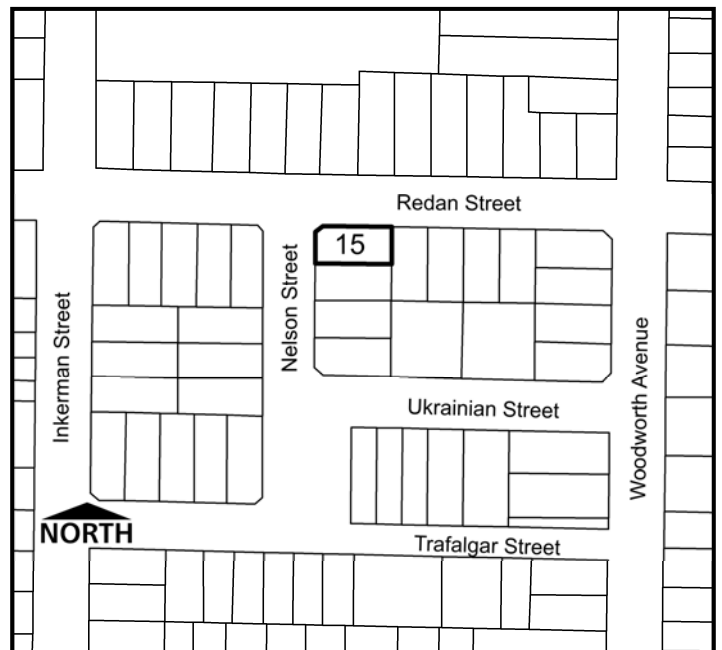 Redan Street
15
Nelson Street
Inkerman Street
Woodworth Avenue
Ukrainian Street
NORTH
Trafalgar Street